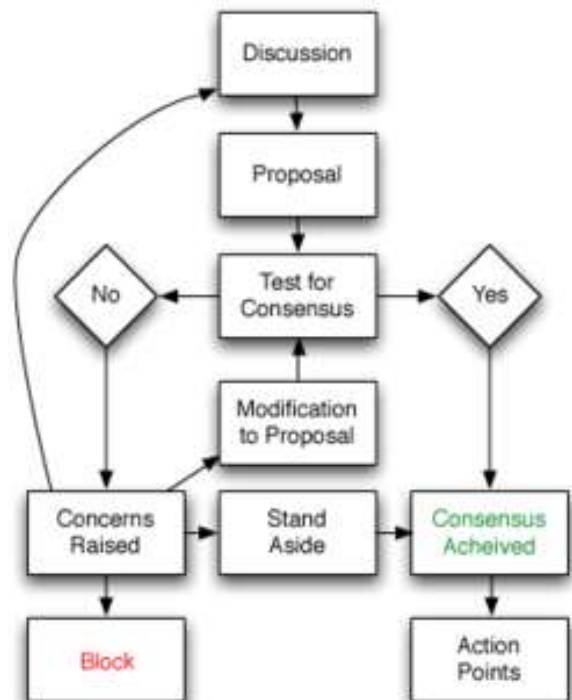 Discussion
Proposal
No
Test for
Consensus
Yes
Modification
to Proposal
Concerns
Raised
Stand
Aside
Consensus
Acheived
Block
Action
Points